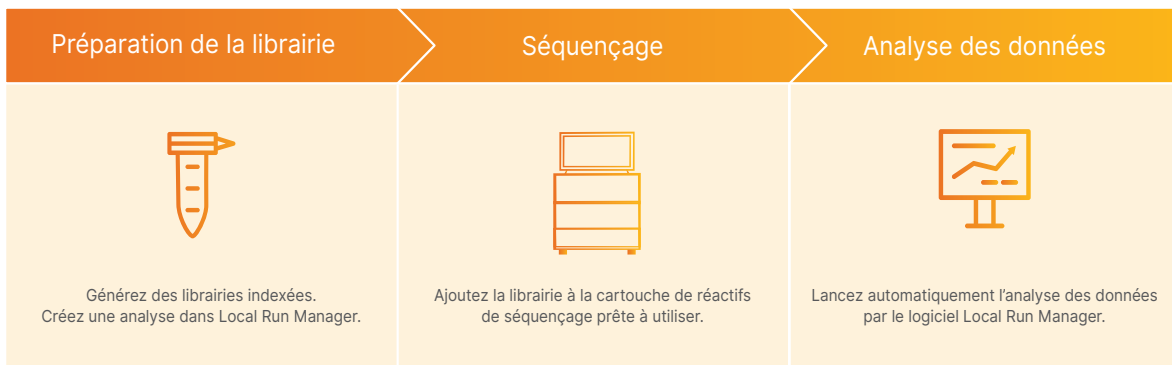 Préparation de la librairie
Séquençage
Analyse des données
Générez des librairies indexées.
Créez une analyse dans Local Run Manager.
Ajoutez la librairie à la cartouche de réactifs
de séquençage prête à utiliser.
Lancez automatiquement l’analyse des données
par le logiciel Local Run Manager.